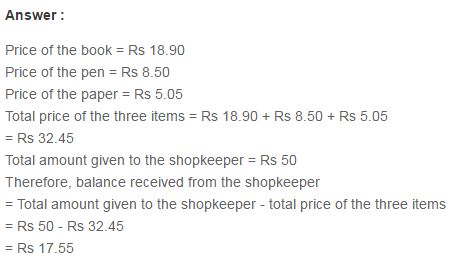 Answer :
Price of the book = Rs 18.90
Price of the pen = Rs 8.50
Price of the paper = Rs 5.05
Total price of the three items = Rs 18.90 + Rs 8.50 + Rs 5.05
= Rs 32.45
Total amount given to the shopkeeper = Rs 50
Therefore, balance received from the shopkeeper
= Total amount given to the shopkeeper - total price of the three items
= Rs 50 - Rs 32.45
= Rs 17.55